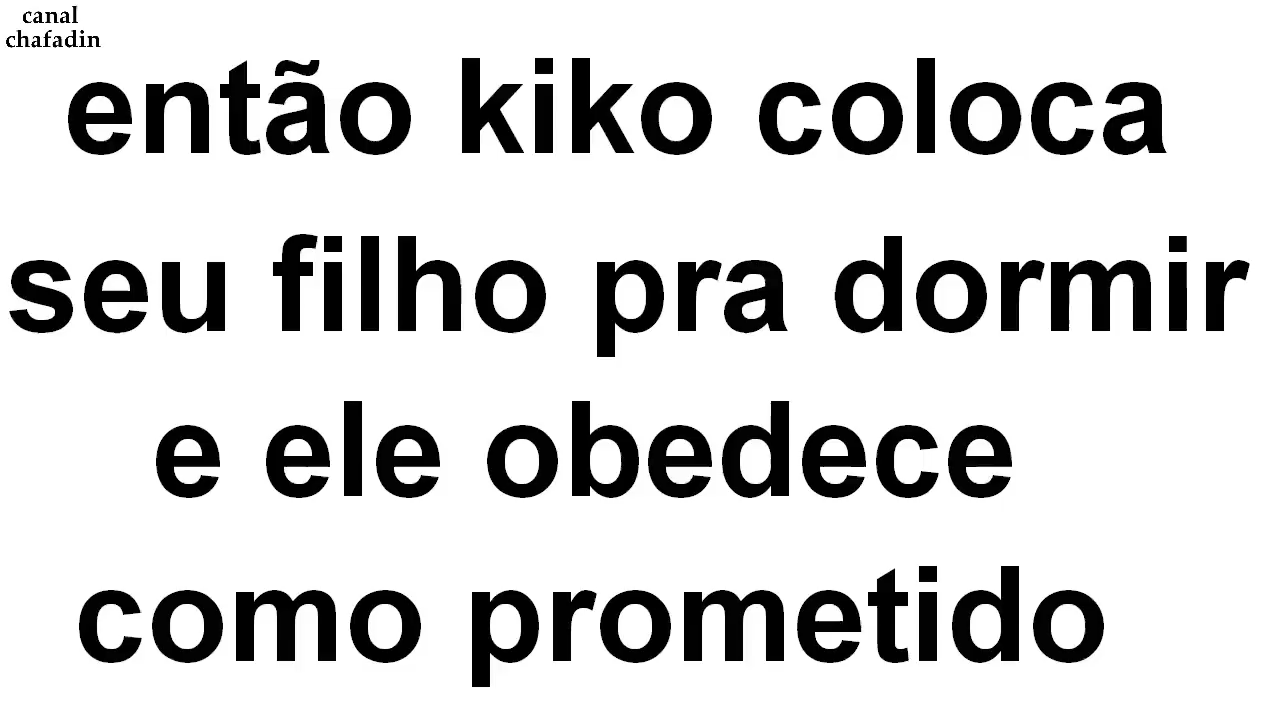 canal
chafadin
então kiko coloca
seu filho pra dormir
e ele obedece
como prometido